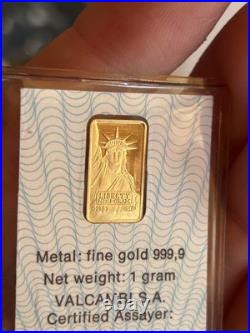 LIBERTY
Metal: fine gold 999,9
Net weight: 1 gram
VALCAMBI S.A.
Certified Assayer: